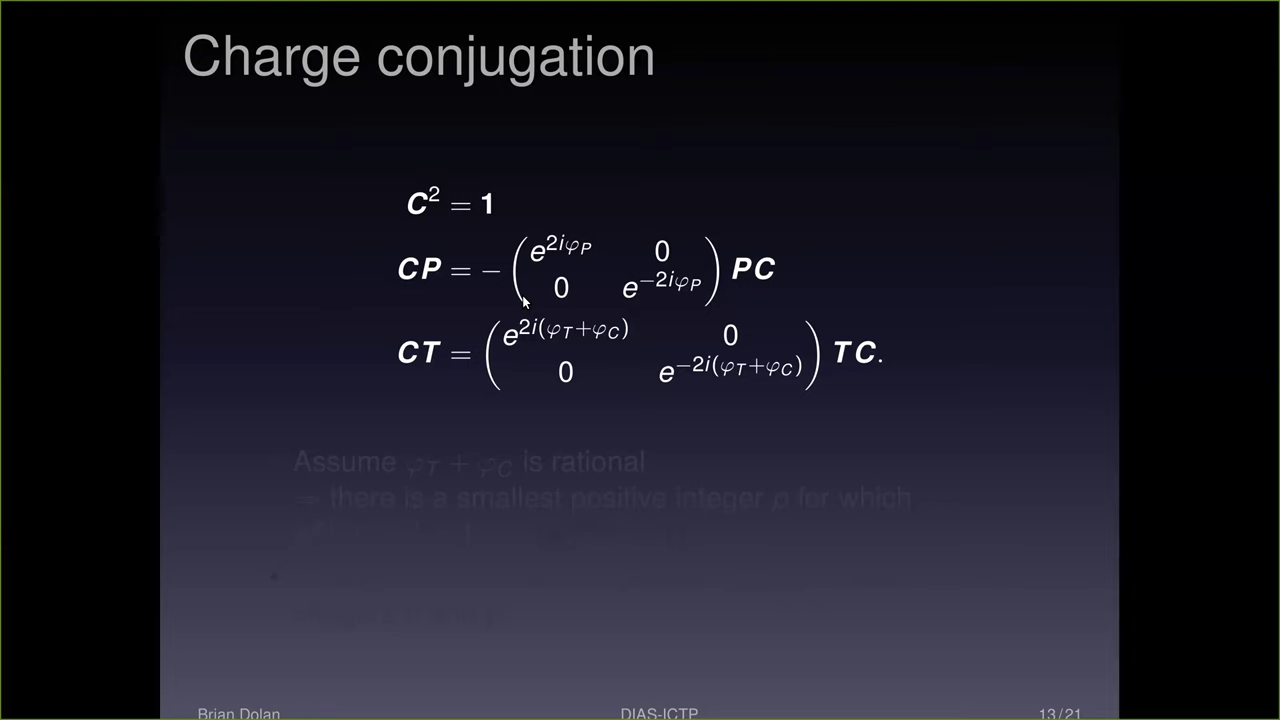 Charge conjugation
C² = 1
CP = − ( e^{2iφ_P} 0 ; 0 e^{−2iφ_P} ) PC
CT = ( e^{2i(φ_T+φ_C)} 0 ; 0 e^{−2i(φ_T+φ_C)} ) TC.
Assume φ_T + φ_C is rational
⇒ there is a smallest positive integer p for which
Brian Dolan DIAS-ICTP 13/21